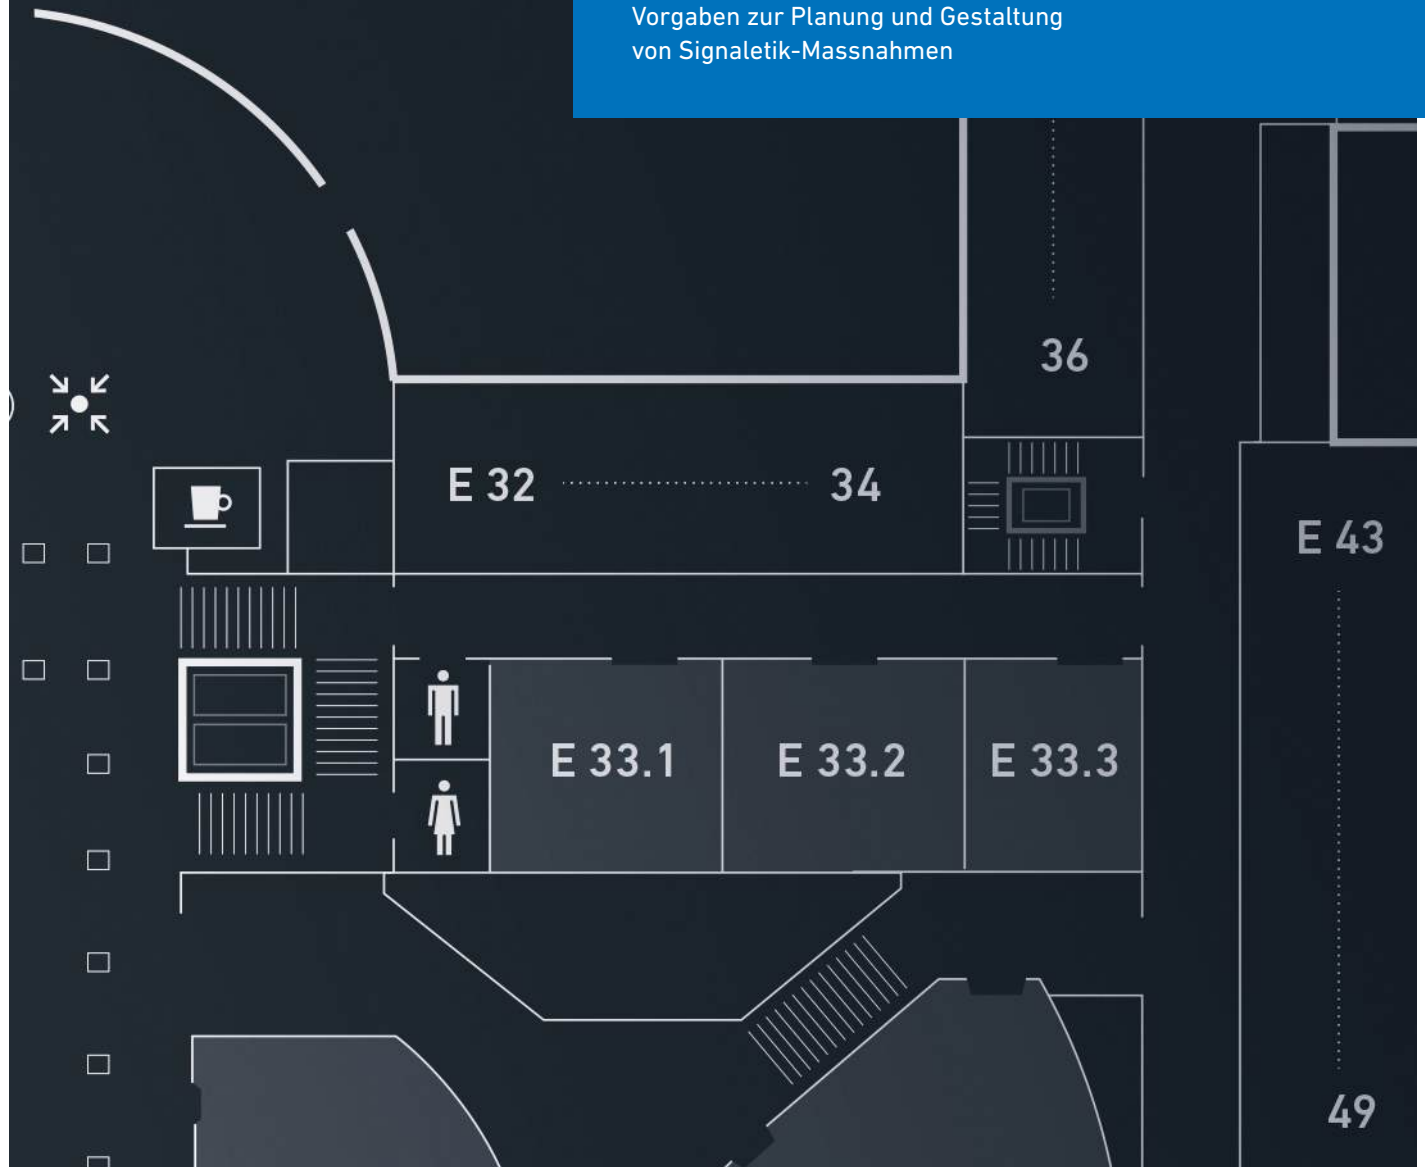 Vorgaben zur Planung und Gestaltung
von Signaletik-Massnahmen
36
E 32 34
E 43
E 33.1 E 33.2 E 33.3
49